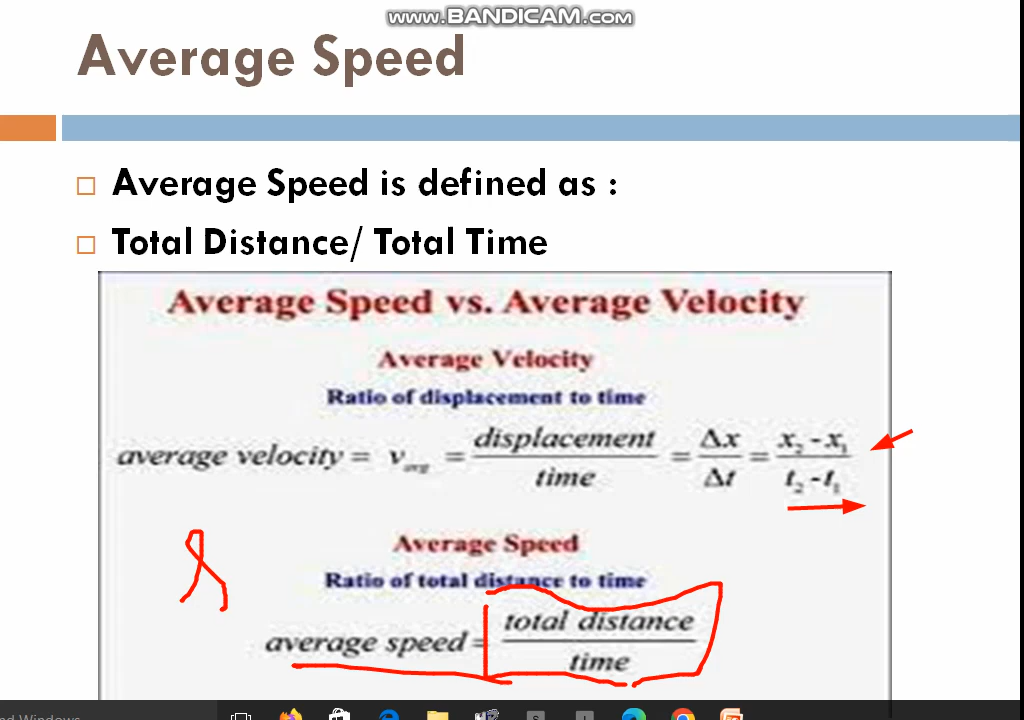 www.BANDICAM.com
Average Speed
Average Speed is defined as :
Total Distance/ Total Time
Average Speed vs. Average Velocity
Average Velocity
Ratio of displacement to time
average velocity = v_avg = displacement/time = Δx/Δt = x₂ - x₁/t₂ - t₁
Average Speed
Ratio of total distance to time
average speed = total distance/time
Windows